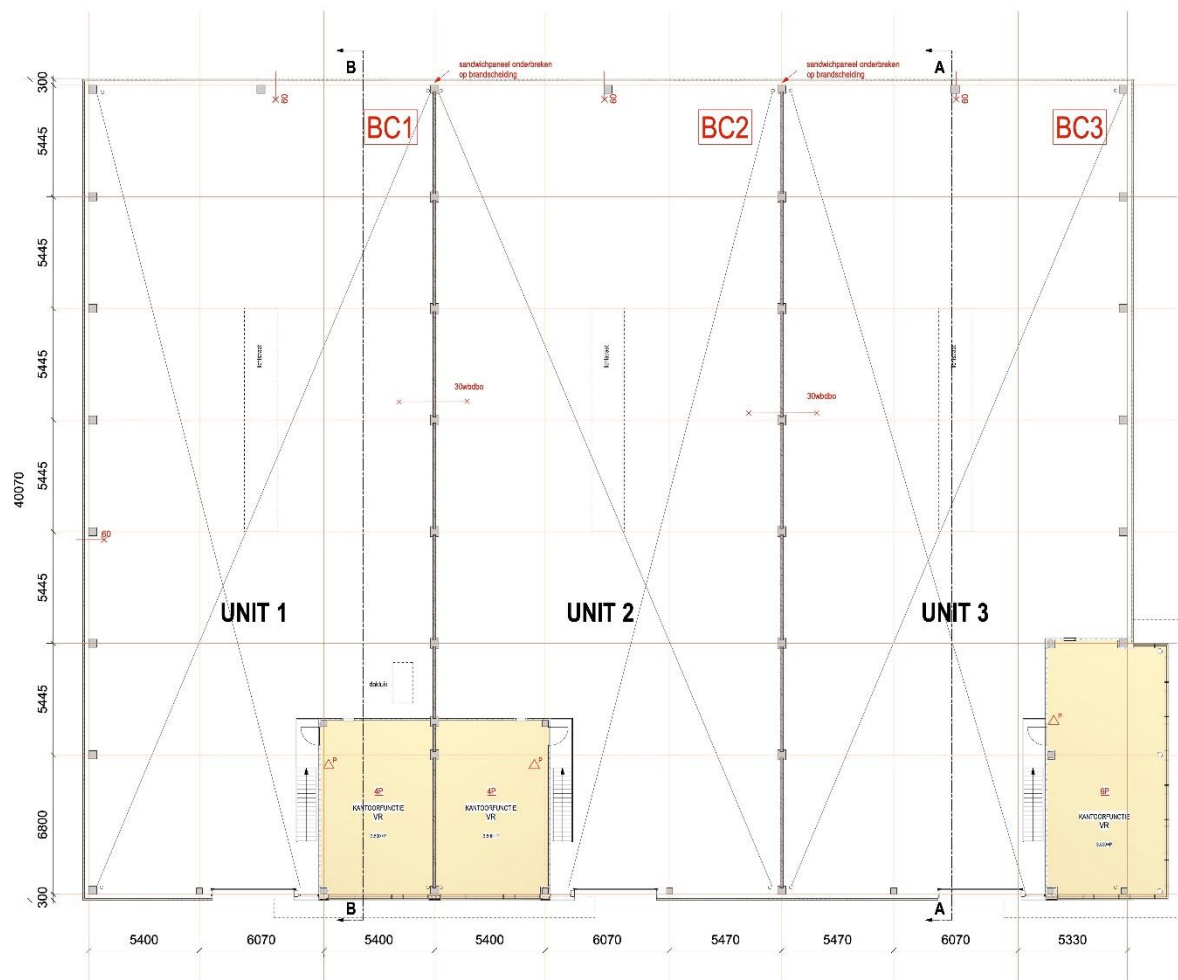 B
sandwichpaneel onderbreken
op brandscheiding
sandwichpaneel onderbreken
op brandscheiding
A
300
60
60
60
BC1
BC2
BC3
5445
5445
5445
30wbdbo
30wbdbo
5445
40070
60
5445
UNIT 1
UNIT 2
UNIT 3
5445
dakluik
P
P
P
4P
KANTOORFUNCTIE
VR
4P
KANTOORFUNCTIE
VR
6P
KANTOORFUNCTIE
VR
6800
300
B
A
5400
6070
5400
5400
6070
5470
5470
6070
5330